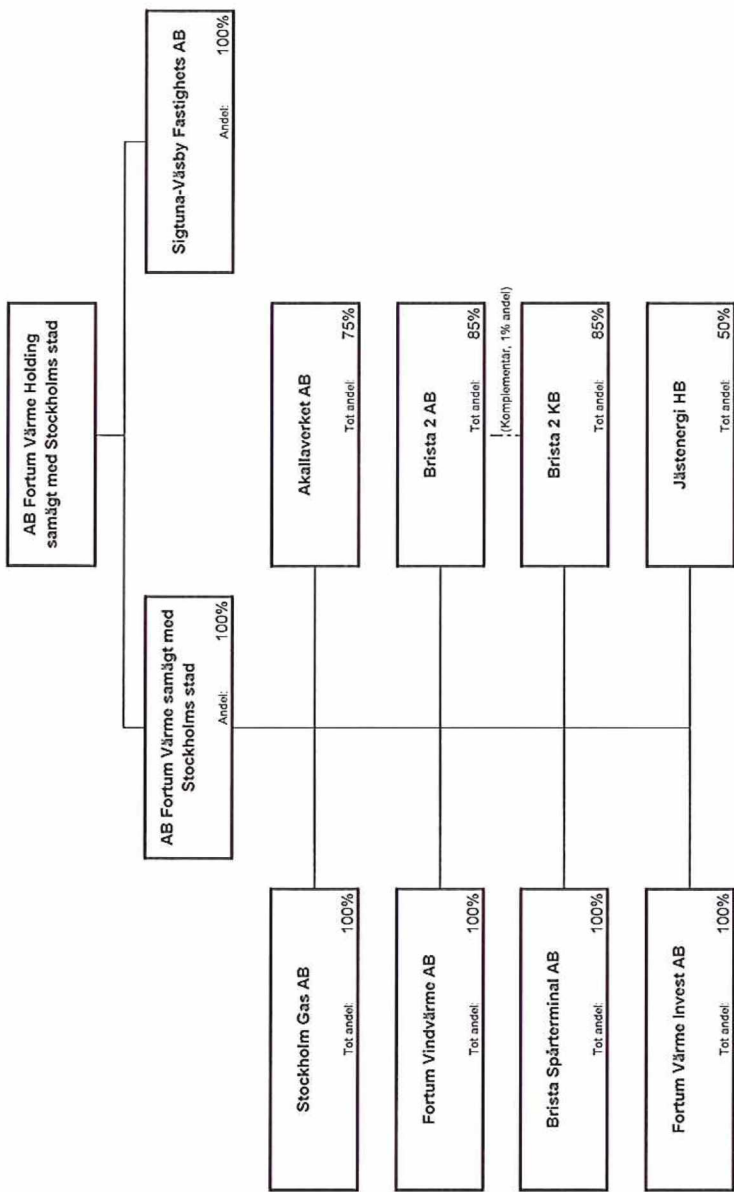 AB Fortum Värme Holding
samägt med Stockholms stad
AB Fortum Värme samägt med
Stockholms stad
Andel: 100%
Sigtuna-Väsby Fastighets AB
Andel: 100%
Stockholm Gas AB
Tot andel: 100%
Akallaverket AB
Tot andel: 75%
Fortum Vindvärme AB
Tot andel: 100%
Brista 2 AB
Tot andel: 85%
(Komplementär, 1% andel)
Brista Spårterminal AB
Tot andel: 100%
Brista 2 KB
Tot andel: 85%
Fortum Värme Invest AB
Tot andel: 100%
Jästenergi HB
Tot andel: 50%